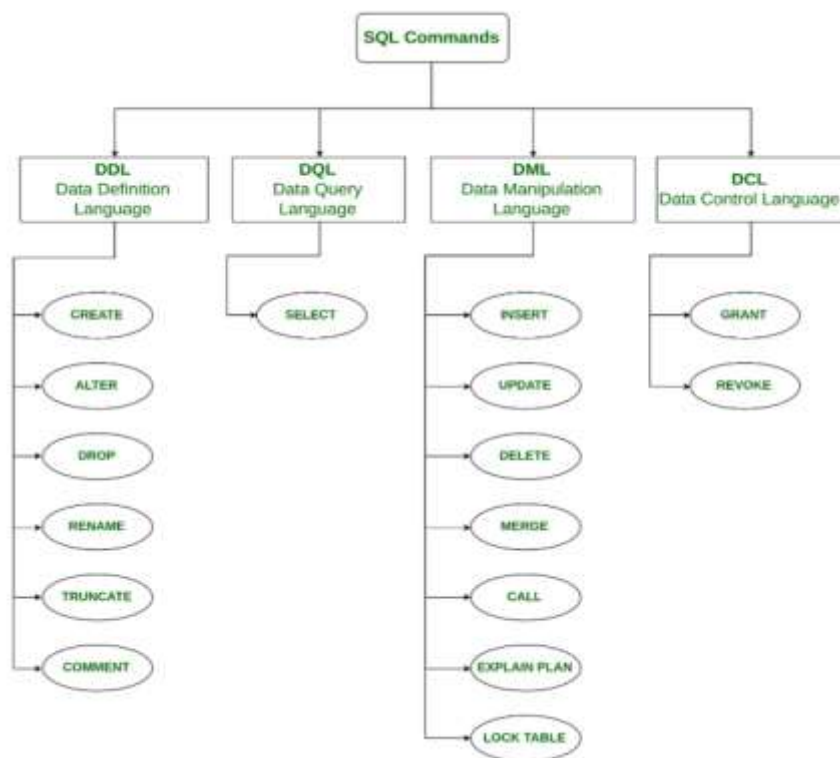 SQL Commands
DDL
Data Definition
Language
DQL
Data Query
Language
DML
Data Manipulation
Language
DCL
Data Control Language
CREATE
ALTER
DROP
RENAME
TRUNCATE
COMMENT
SELECT
INSERT
UPDATE
DELETE
MERGE
CALL
EXPLAIN PLAN
LOCK TABLE
GRANT
REVOKE